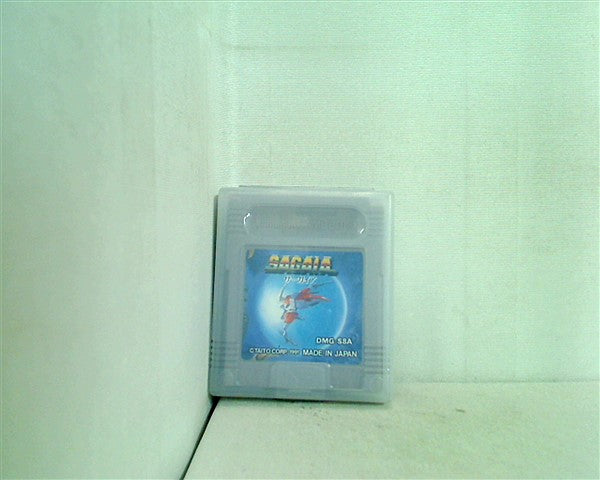 SAGAIA
サーガイア
DMG S8A
©TAITO CORP. 1991 MADE IN JAPAN